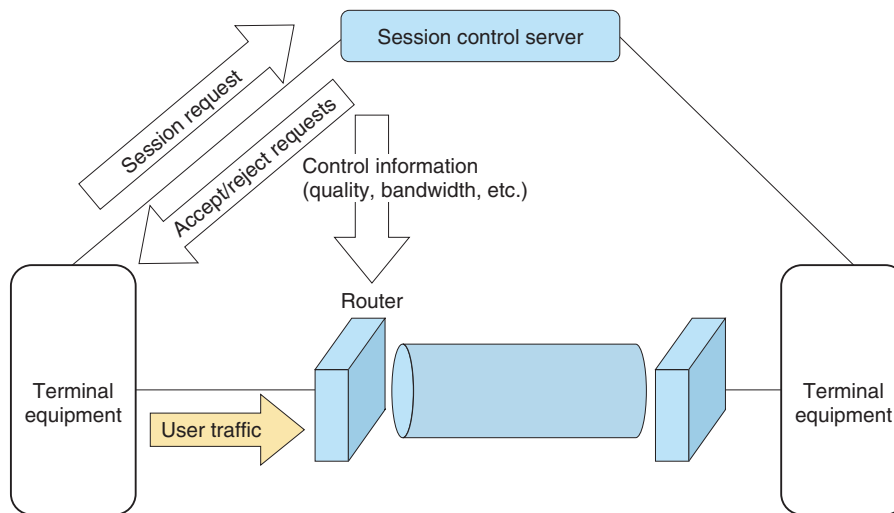 Session control server
Session request
Accept/reject requests
Control information
(quality, bandwidth, etc.)
Router
Terminal
equipment
User traffic
Terminal
equipment